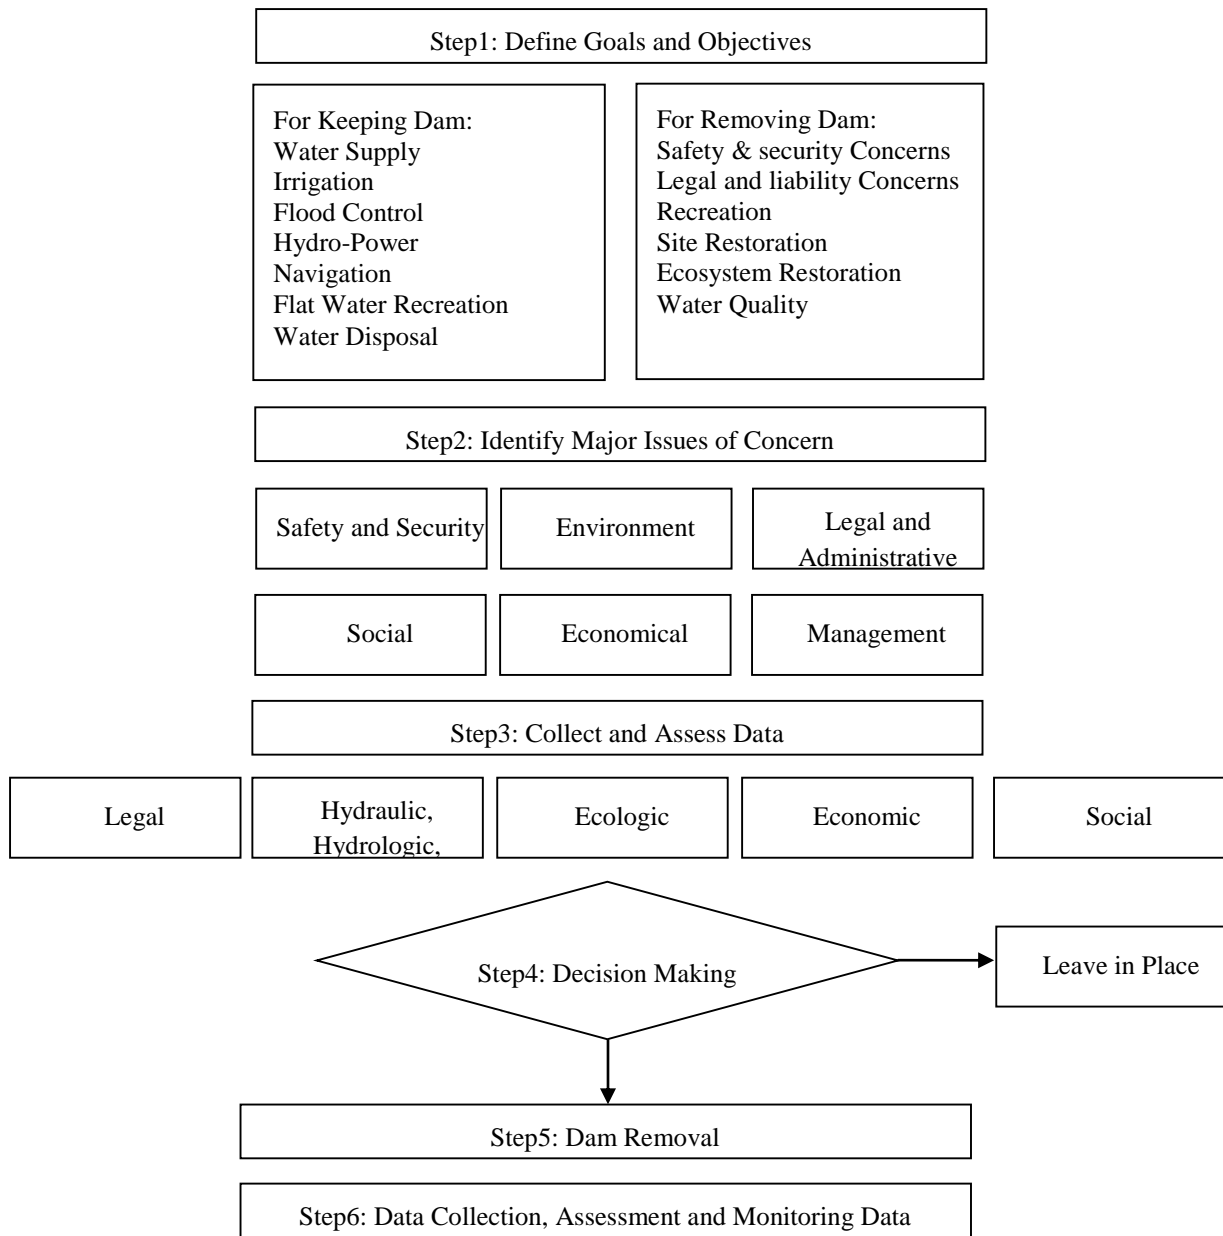 Step1: Define Goals and Objectives
For Keeping Dam:
Water Supply
Irrigation
Flood Control
Hydro-Power
Navigation
Flat Water Recreation
Water Disposal
For Removing Dam:
Safety & security Concerns
Legal and liability Concerns
Recreation
Site Restoration
Ecosystem Restoration
Water Quality
Step2: Identify Major Issues of Concern
Safety and Security
Environment
Legal and
Administrative
Social
Economical
Management
Step3: Collect and Assess Data
Legal
Hydraulic,
Hydrologic,
Ecologic
Economic
Social
Step4: Decision Making
Leave in Place
Step5: Dam Removal
Step6: Data Collection, Assessment and Monitoring Data